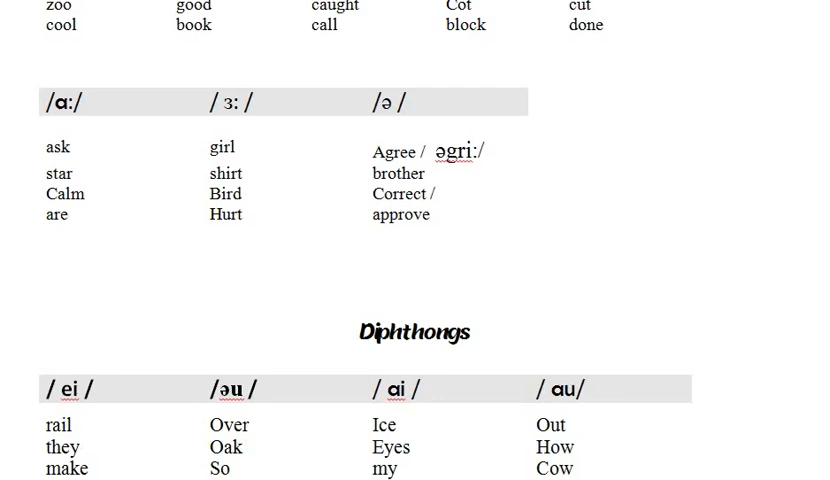 zoo good caught Cot cut
cool book call block done
/ɑ:/ / ɜ: / /ə /
ask girl Agree / əgri:/
star shirt brother
Calm Bird Correct /
are Hurt approve
Diphthongs
/ ei / /əu / / ɑi / / ɑu/
rail Over Ice Out
they Oak Eyes How
make So my Cow